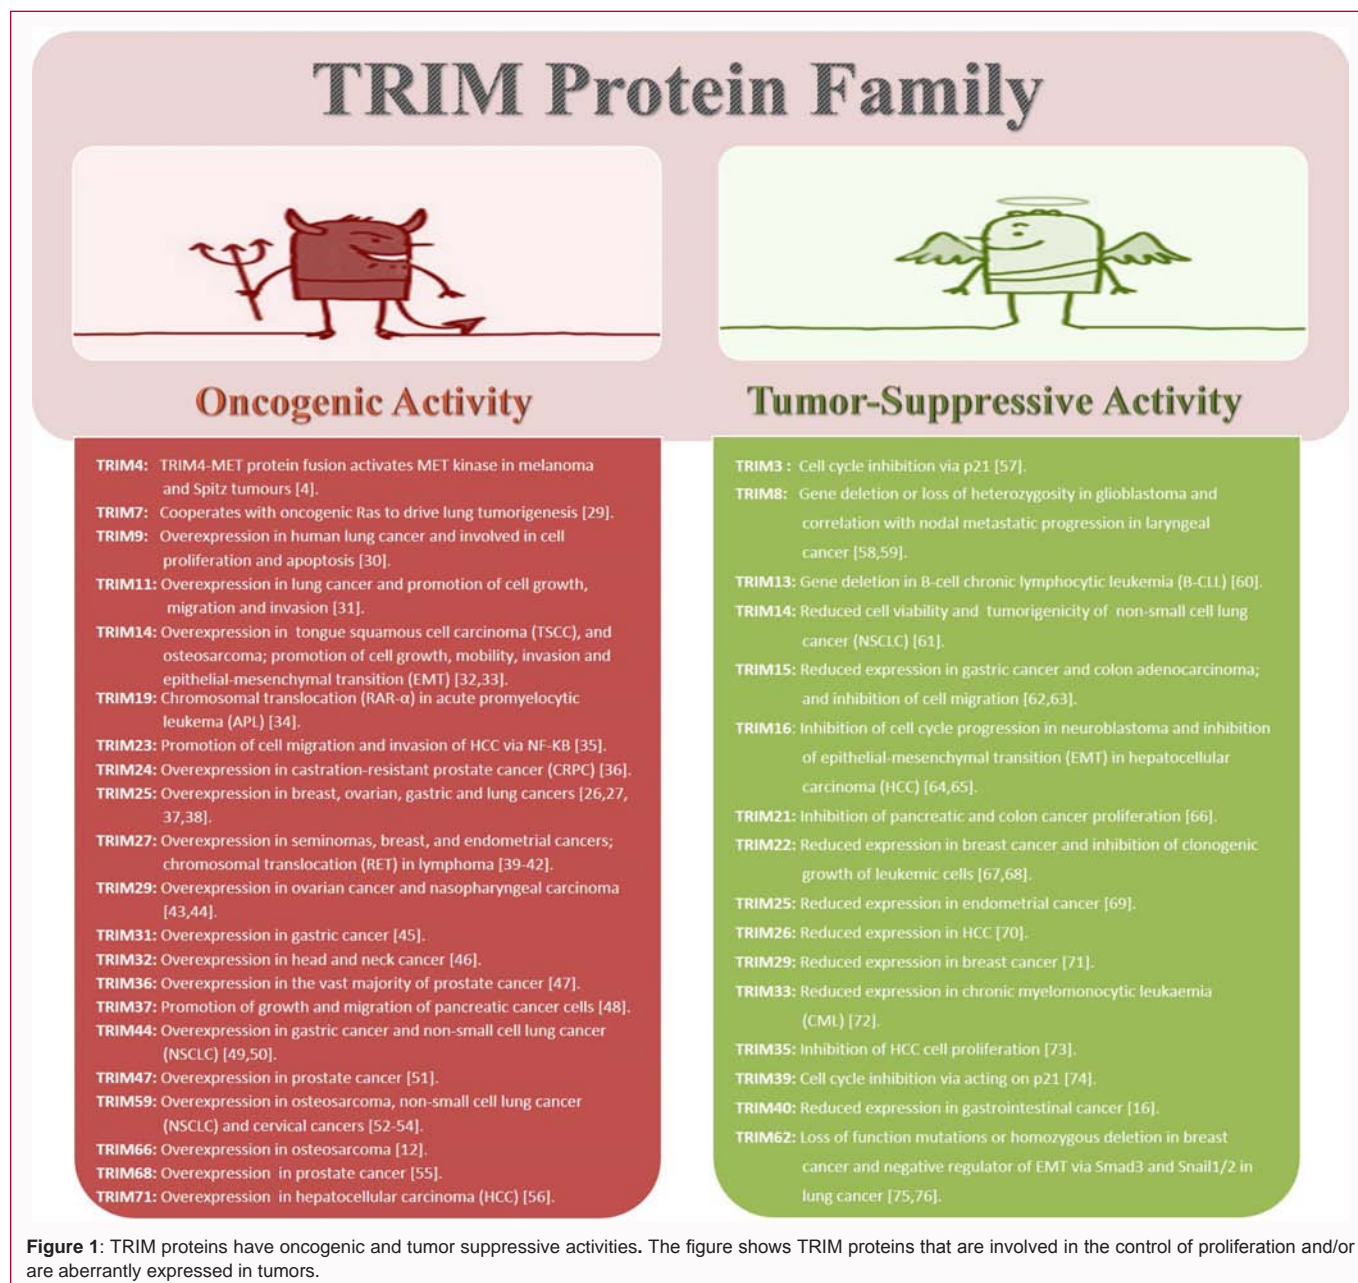 TRIM Protein Family
Oncogenic Activity
TRIM4: TRIM4-MET protein fusion activates MET kinase in melanoma
and Spitz tumours [4].
TRIM7: Cooperates with oncogenic Ras to drive lung tumorigenesis [29].
TRIM9: Overexpression in human lung cancer and involved in cell
proliferation and apoptosis [30].
TRIM11: Overexpression in lung cancer and promotion of cell growth,
migration and invasion [31].
TRIM14: Overexpression in tongue squamous cell carcinoma (TSCC), and
osteosarcoma; promotion of cell growth, mobility, invasion and
epithelial-mesenchymal transition (EMT) [32,33].
TRIM19: Chromosomal translocation (RAR-α) in acute promyelocytic
leukema (APL) [34].
TRIM23: Promotion of cell migration and invasion of HCC via NF-KB [35].
TRIM24: Overexpression in castration-resistant prostate cancer (CRPC) [36].
TRIM25: Overexpression in breast, ovarian, gastric and lung cancers [26,27,
37,38].
TRIM27: Overexpression in seminomas, breast, and endometrial cancers;
chromosomal translocation (RET) in lymphoma [39-42].
TRIM29: Overexpression in ovarian cancer and nasopharyngeal carcinoma
[43,44].
TRIM31: Overexpression in gastric cancer [45].
TRIM32: Overexpression in head and neck cancer [46].
TRIM36: Overexpression in the vast majority of prostate cancer [47].
TRIM37: Promotion of growth and migration of pancreatic cancer cells [48].
TRIM44: Overexpression in gastric cancer and non-small cell lung cancer
(NSCLC) [49,50].
TRIM47: Overexpression in prostate cancer [51].
TRIM59: Overexpression in osteosarcoma, non-small cell lung cancer
(NSCLC) and cervical cancers [52-54].
TRIM66: Overexpression in osteosarcoma [12].
TRIM68: Overexpression in prostate cancer [55].
TRIM71: Overexpression in hepatocellular carcinoma (HCC) [56].
Tumor-Suppressive Activity
TRIM3 : Cell cycle inhibition via p21 [57].
TRIM8: Gene deletion or loss of heterozygosity in glioblastoma and
correlation with nodal metastatic progression in laryngeal
cancer [58,59].
TRIM13: Gene deletion in B-cell chronic lymphocytic leukemia (B-CLL) [60].
TRIM14: Reduced cell viability and tumorigenicity of non-small cell lung
cancer (NSCLC) [61].
TRIM15: Reduced expression in gastric cancer and colon adenocarcinoma;
and inhibition of cell migration [62,63].
TRIM16: Inhibition of cell cycle progression in neuroblastoma and inhibition
of epithelial-mesenchymal transition (EMT) in hepatocellular
carcinoma (HCC) [64,65].
TRIM21: Inhibition of pancreatic and colon cancer proliferation [66].
TRIM22: Reduced expression in breast cancer and inhibition of clonogenic
growth of leukemic cells [67,68].
TRIM25: Reduced expression in endometrial cancer [69].
TRIM26: Reduced expression in HCC [70].
TRIM29: Reduced expression in breast cancer [71].
TRIM33: Reduced expression in chronic myelomonocytic leukaemia
(CML) [72].
TRIM35: Inhibition of HCC cell proliferation [73].
TRIM39: Cell cycle inhibition via acting on p21 [74].
TRIM40: Reduced expression in gastrointestinal cancer [16].
TRIM62: Loss of function mutations or homozygous deletion in breast
cancer and negative regulator of EMT via Smad3 and Snail1/2 in
lung cancer [75,76].
Figure 1: TRIM proteins have oncogenic and tumor suppressive activities. The figure shows TRIM proteins that are involved in the control of proliferation and/or
are aberrantly expressed in tumors.